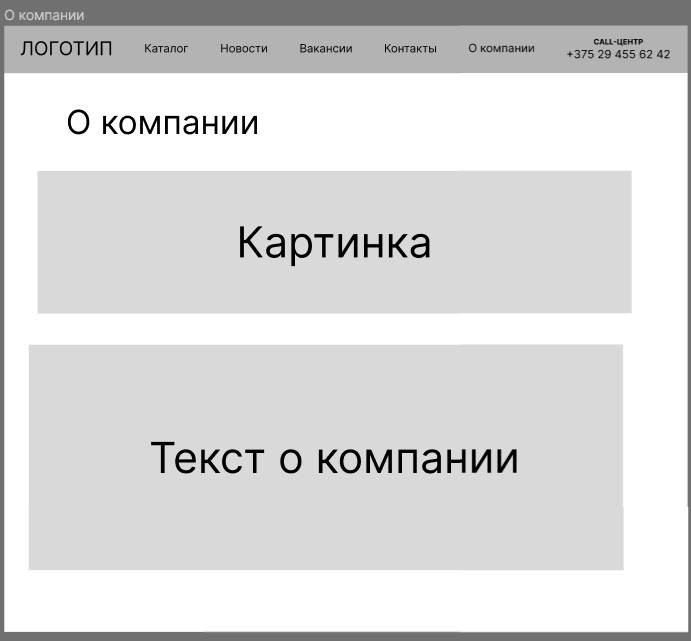 О компании
ЛОГОТИП Каталог Новости Вакансии Контакты О компании CALL-ЦЕНТР
+375 29 455 62 42
О компании
Картинка
Текст о компании